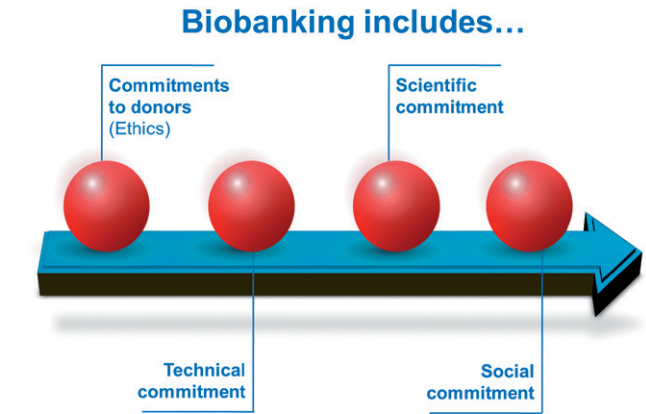 Biobanking includes…
Commitments
to donors
(Ethics)
Scientific
commitment
Technical
commitment
Social
commitment